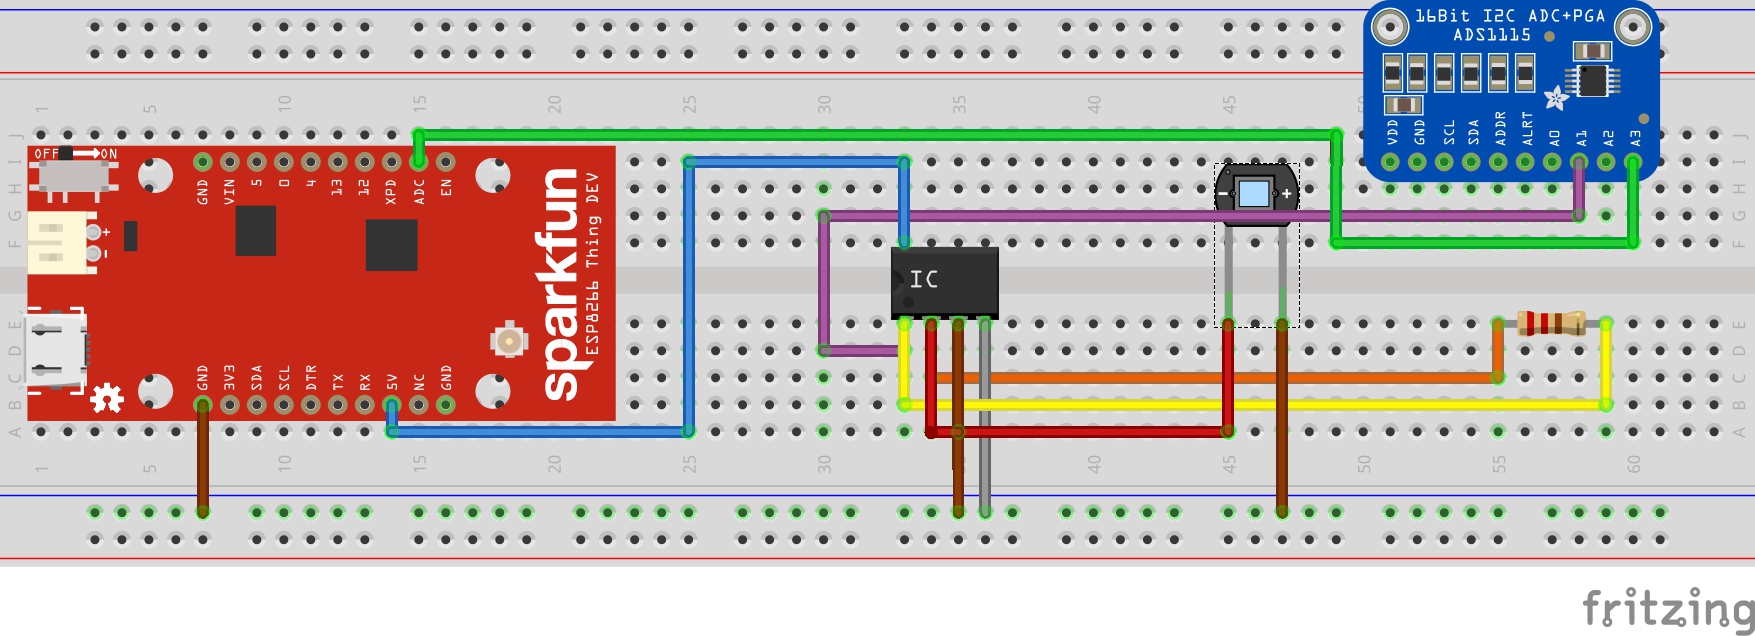 16Bit I2C ADC+PGA
ADS1115
1 5 10 15 20 25 30 35 40 45 50 55 60
VDD GND SCL SDA ADDR ALRT A0 A1 A2 A3
J J
OFF ON
GND VIN 5 0 4 13 12 XPD ADC EN
I I
H H
G G
F F
+
-
- +
sparkfun
ESP8266 Thing DEV
IC
E E
D D
C C
B B
A A
GND 3V3 SDA SCL DTR TX RX 5V NC GND
1 5 10 15 20 25 30 35 40 45 50 55 60
fritzing